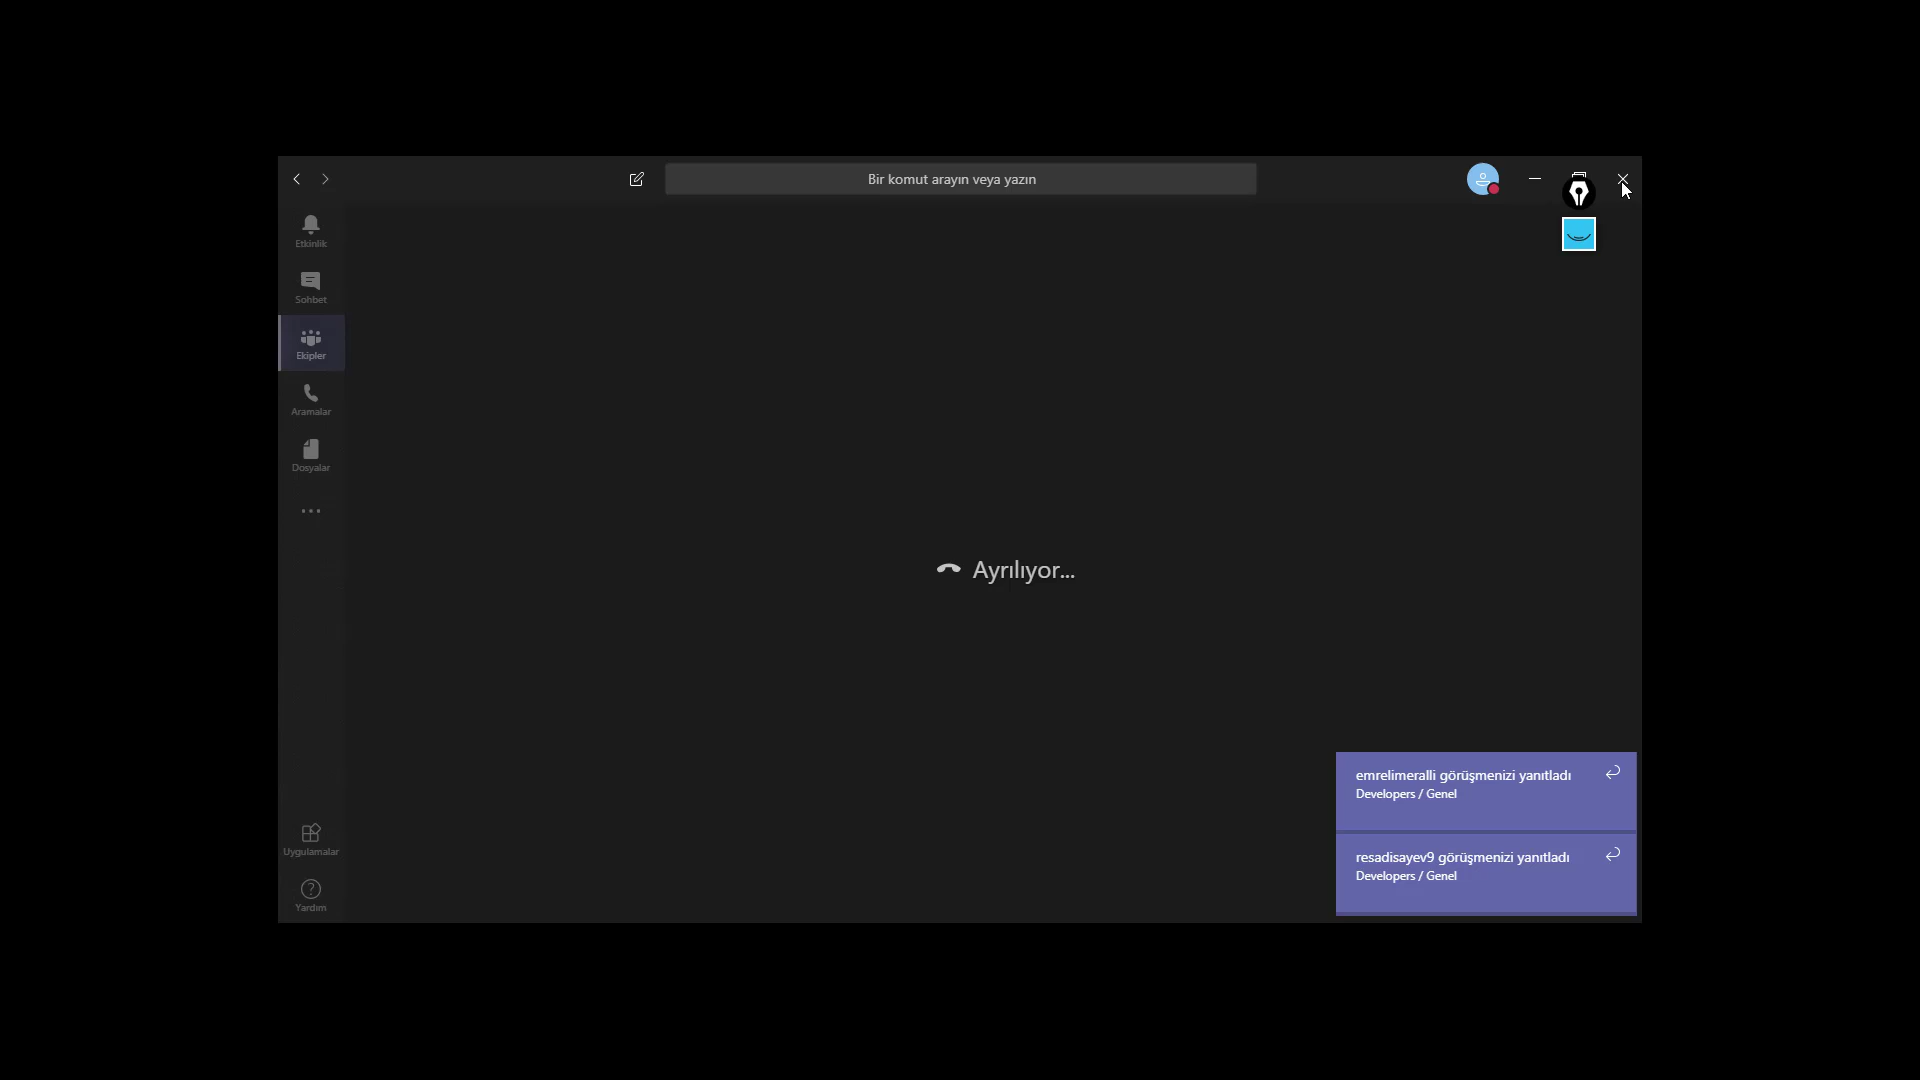 Bir komut arayın veya yazın
Etkinlik
Sohbet
Ekipler
Aramalar
Dosyalar
Ayrılıyor...
emrelimeralli görüşmenizi yanıtladı
Developers / Genel
resadisayev9 görüşmenizi yanıtladı
Developers / Genel
Uygulamalar
Yardım